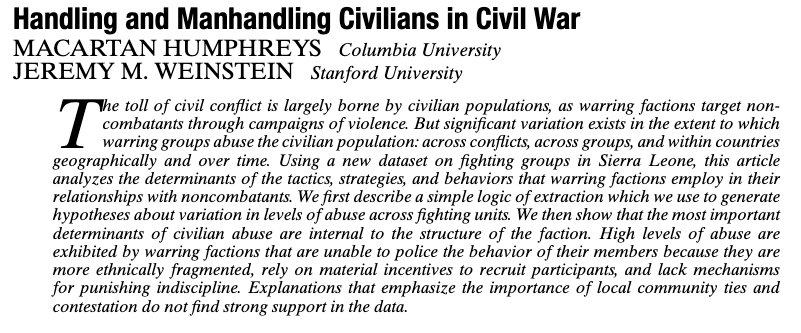 Handling and Manhandling Civilians in Civil War
MACARTAN HUMPHREYS Columbia University
JEREMY M. WEINSTEIN Stanford University
The toll of civil conflict is largely borne by civilian populations, as warring factions target non-
combatants through campaigns of violence. But significant variation exists in the extent to which
warring groups abuse the civilian population: across conflicts, across groups, and within countries
geographically and over time. Using a new dataset on fighting groups in Sierra Leone, this article
analyzes the determinants of the tactics, strategies, and behaviors that warring factions employ in their
relationships with noncombatants. We first describe a simple logic of extraction which we use to generate
hypotheses about variation in levels of abuse across fighting units. We then show that the most important
determinants of civilian abuse are internal to the structure of the faction. High levels of abuse are
exhibited by warring factions that are unable to police the behavior of their members because they are
more ethnically fragmented, rely on material incentives to recruit participants, and lack mechanisms
for punishing indiscipline. Explanations that emphasize the importance of local community ties and
contestation do not find strong support in the data.